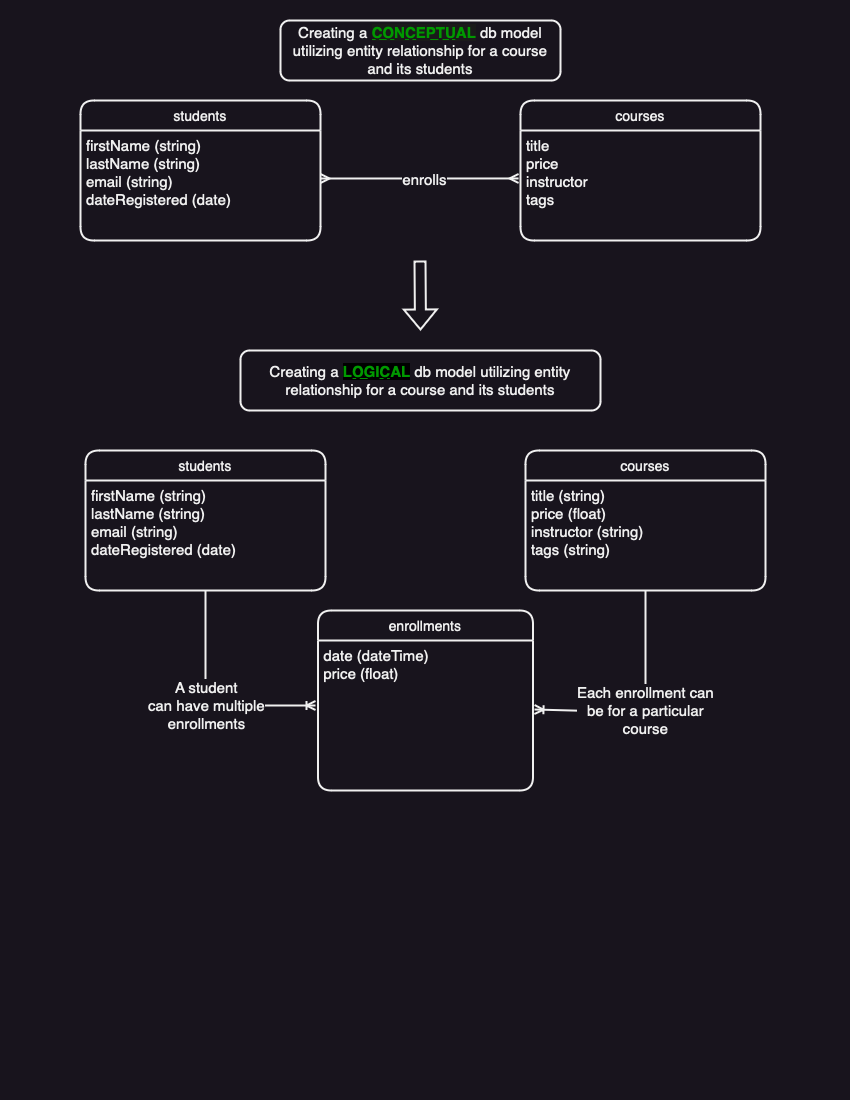 Creating a CONCEPTUAL db model
utilizing entity relationship for a course
and its students
students
firstName (string)
lastName (string)
email (string)
dateRegistered (date)
enrolls
courses
title
price
instructor
tags
Creating a LOGICAL db model utilizing entity
relationship for a course and its students
students
firstName (string)
lastName (string)
email (string)
dateRegistered (date)
courses
title (string)
price (float)
instructor (string)
tags (string)
enrollments
date (dateTime)
price (float)
A student
can have multiple
enrollments
Each enrollment can
be for a particular
course